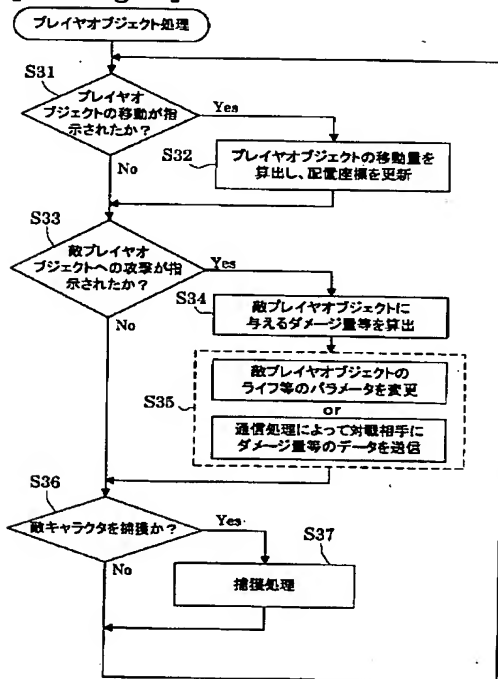 プレイヤオブジェクト処理
S31
プレイヤオ
ブジェクトの移動が指
示されたか？
Yes
No
S32
プレイヤオブジェクトの移動量を
算出し、配置座標を更新
S33
敵プレイヤオ
ブジェクトへの攻撃が指
示されたか？
Yes
No
S34
敵プレイヤオブジェクトに
与えるダメージ量等を算出
S35
敵プレイヤオブジェクトの
ライフ等のパラメータを変更
or
通信処理によって対戦相手に
ダメージ量等のデータを送信
S36
敵キャラクタを捕獲か？
Yes
No
S37
捕獲処理